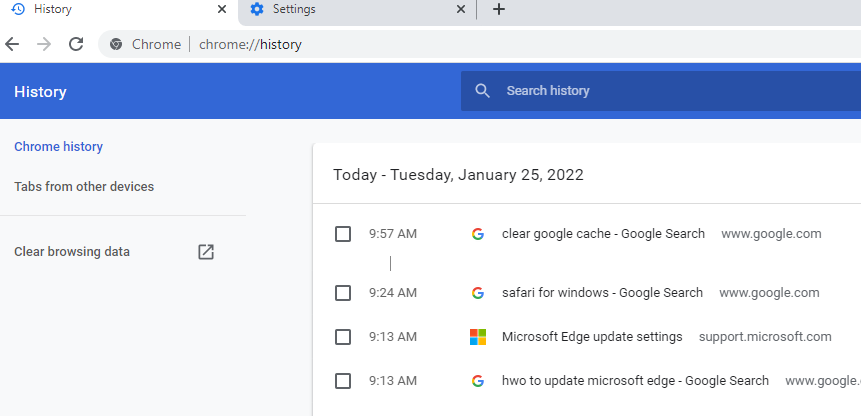 History
Settings
Chrome
chrome://history
History
Search history
Chrome history
Tabs from other devices
Clear browsing data
Today - Tuesday, January 25, 2022
9:57 AM clear google cache - Google Search www.google.com
9:24 AM safari for windows - Google Search www.google.com
9:13 AM Microsoft Edge update settings support.microsoft.com
9:13 AM hwo to update microsoft edge - Google Search www.google.